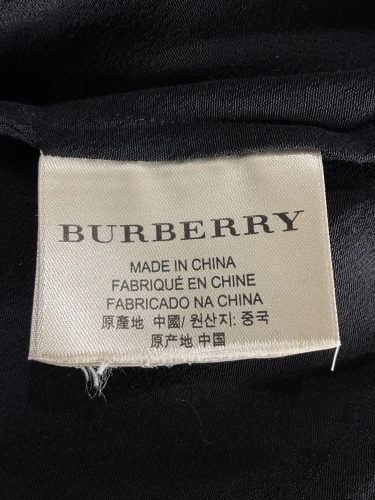 BURBERRY
MADE IN CHINA
FABRIQUÉ EN CHINE
FABRICADO NA CHINA
原產地 中國/ 원산지: 중국
原产地 中国